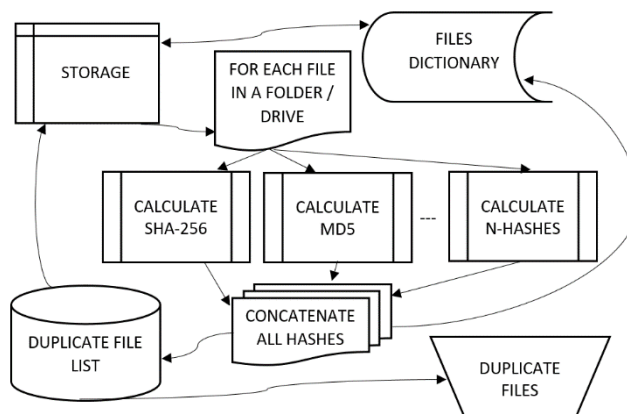 STORAGE
FILES
DICTIONARY
FOR EACH FILE
IN A FOLDER /
DRIVE
CALCULATE
SHA-256
CALCULATE
MD5
---
CALCULATE
N-HASHES
CONCATENATE
ALL HASHES
DUPLICATE FILE
LIST
DUPLICATE
FILES